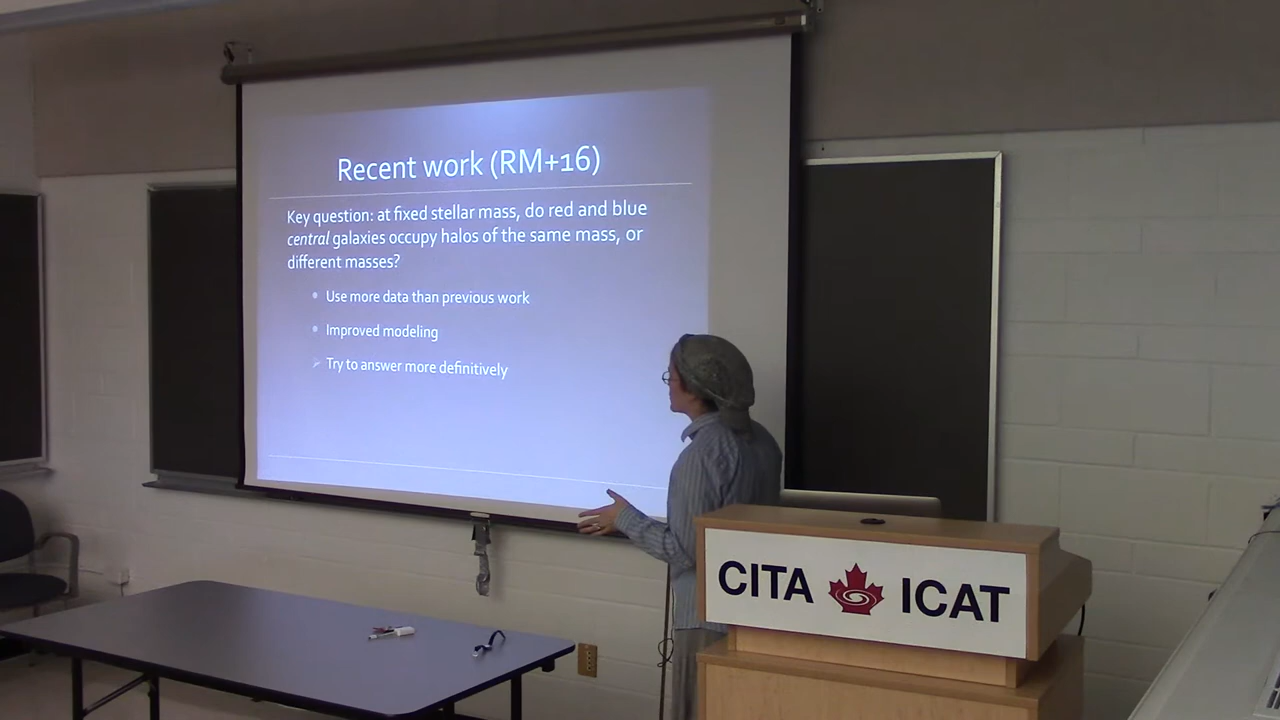 Recent work (RM+16)
Key question: at fixed stellar mass, do red and blue
central galaxies occupy halos of the same mass, or
different masses?
• Use more data than previous work
• Improved modeling
➢ Try to answer more definitively
CITA ICAT